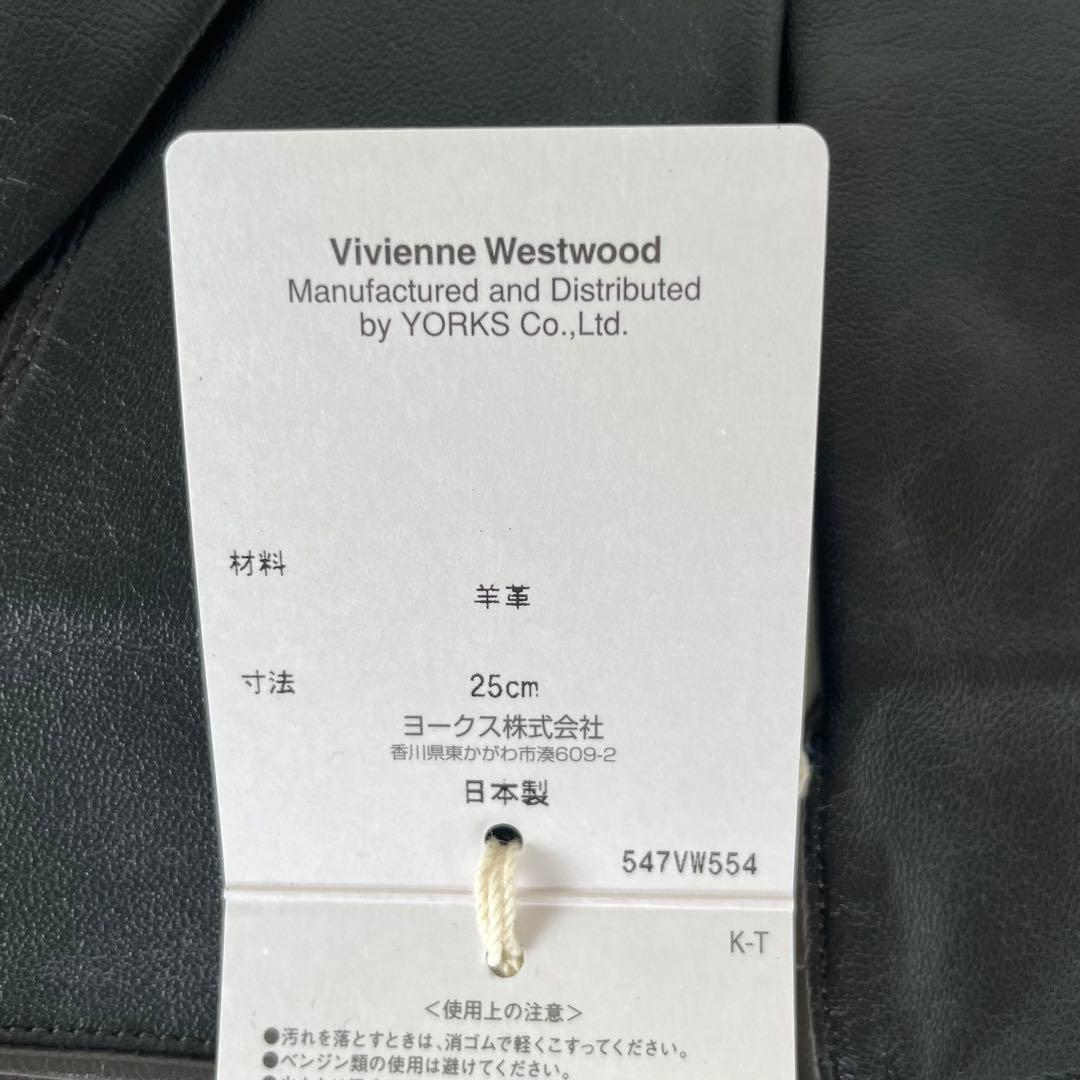 Vivienne Westwood
Manufactured and Distributed
by YORKS Co.,Ltd.
材料
羊革
寸法 25cm
ヨークス株式会社
香川県東かがわ市湊609-2
日本製
547VW554
K-T
＜使用上の注意＞
●汚れを落とすときは、消ゴムで軽くこすってください。
●ベンジン類の使用は避けてください。